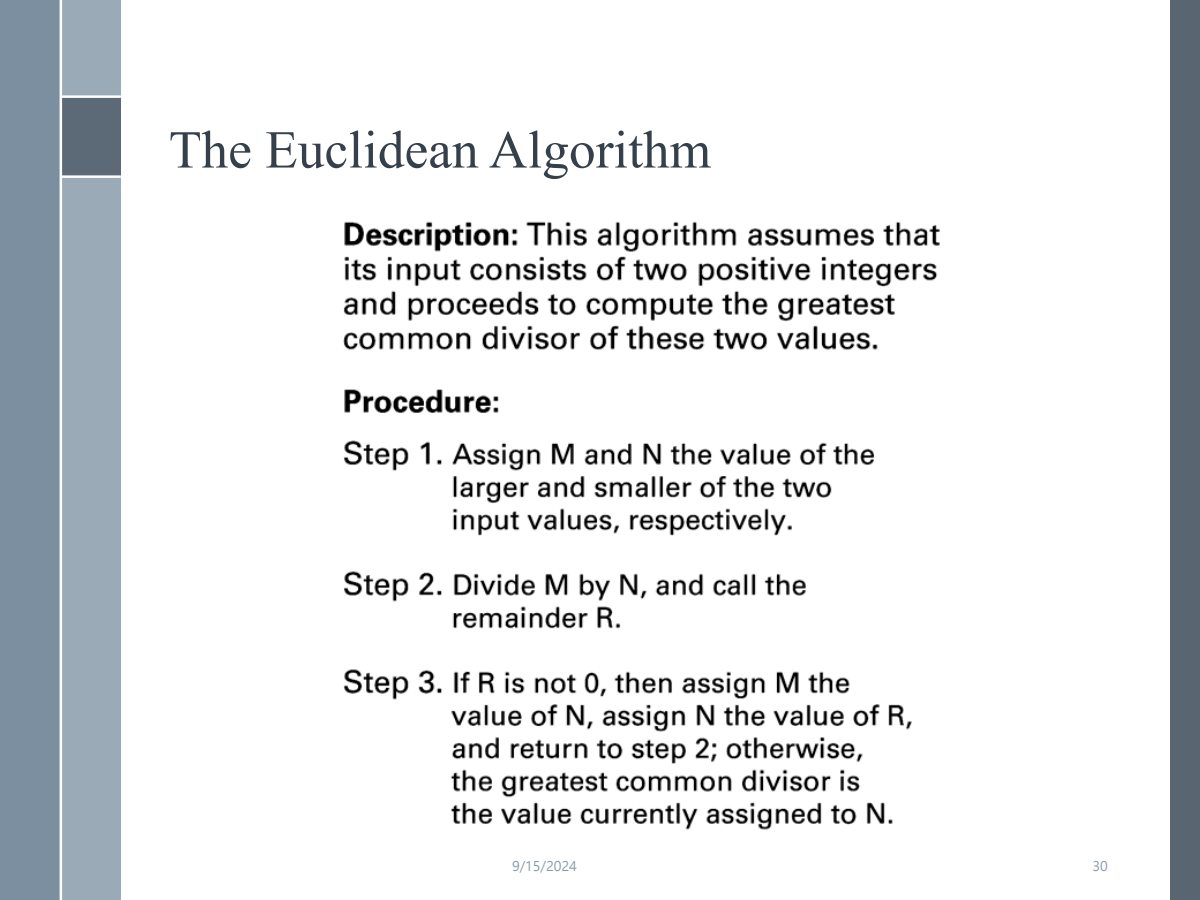 The Euclidean Algorithm
Description: This algorithm assumes that
its input consists of two positive integers
and proceeds to compute the greatest
common divisor of these two values.
Procedure:
Step 1. Assign M and N the value of the
larger and smaller of the two
input values, respectively.
Step 2. Divide M by N, and call the
remainder R.
Step 3. If R is not 0, then assign M the
value of N, assign N the value of R,
and return to step 2; otherwise,
the greatest common divisor is
the value currently assigned to N.
9/15/2024
30